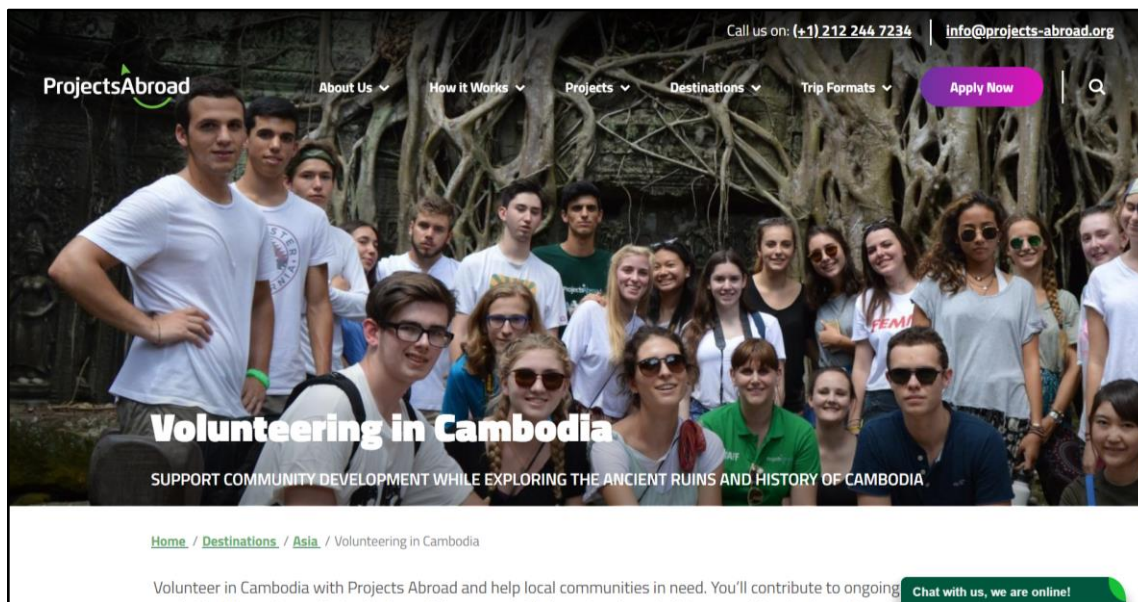 Call us on: (+1) 212 244 7234 info@projects-abroad.org
ProjectsAbroad About Us How it Works Projects Destinations Trip Formats Apply Now
Volunteering in Cambodia
SUPPORT COMMUNITY DEVELOPMENT WHILE EXPLORING THE ANCIENT RUINS AND HISTORY OF CAMBODIA
Home / Destinations / Asia / Volunteering in Cambodia
Volunteer in Cambodia with Projects Abroad and help local communities in need. You'll contribute to ongoing
Chat with us, we are online!